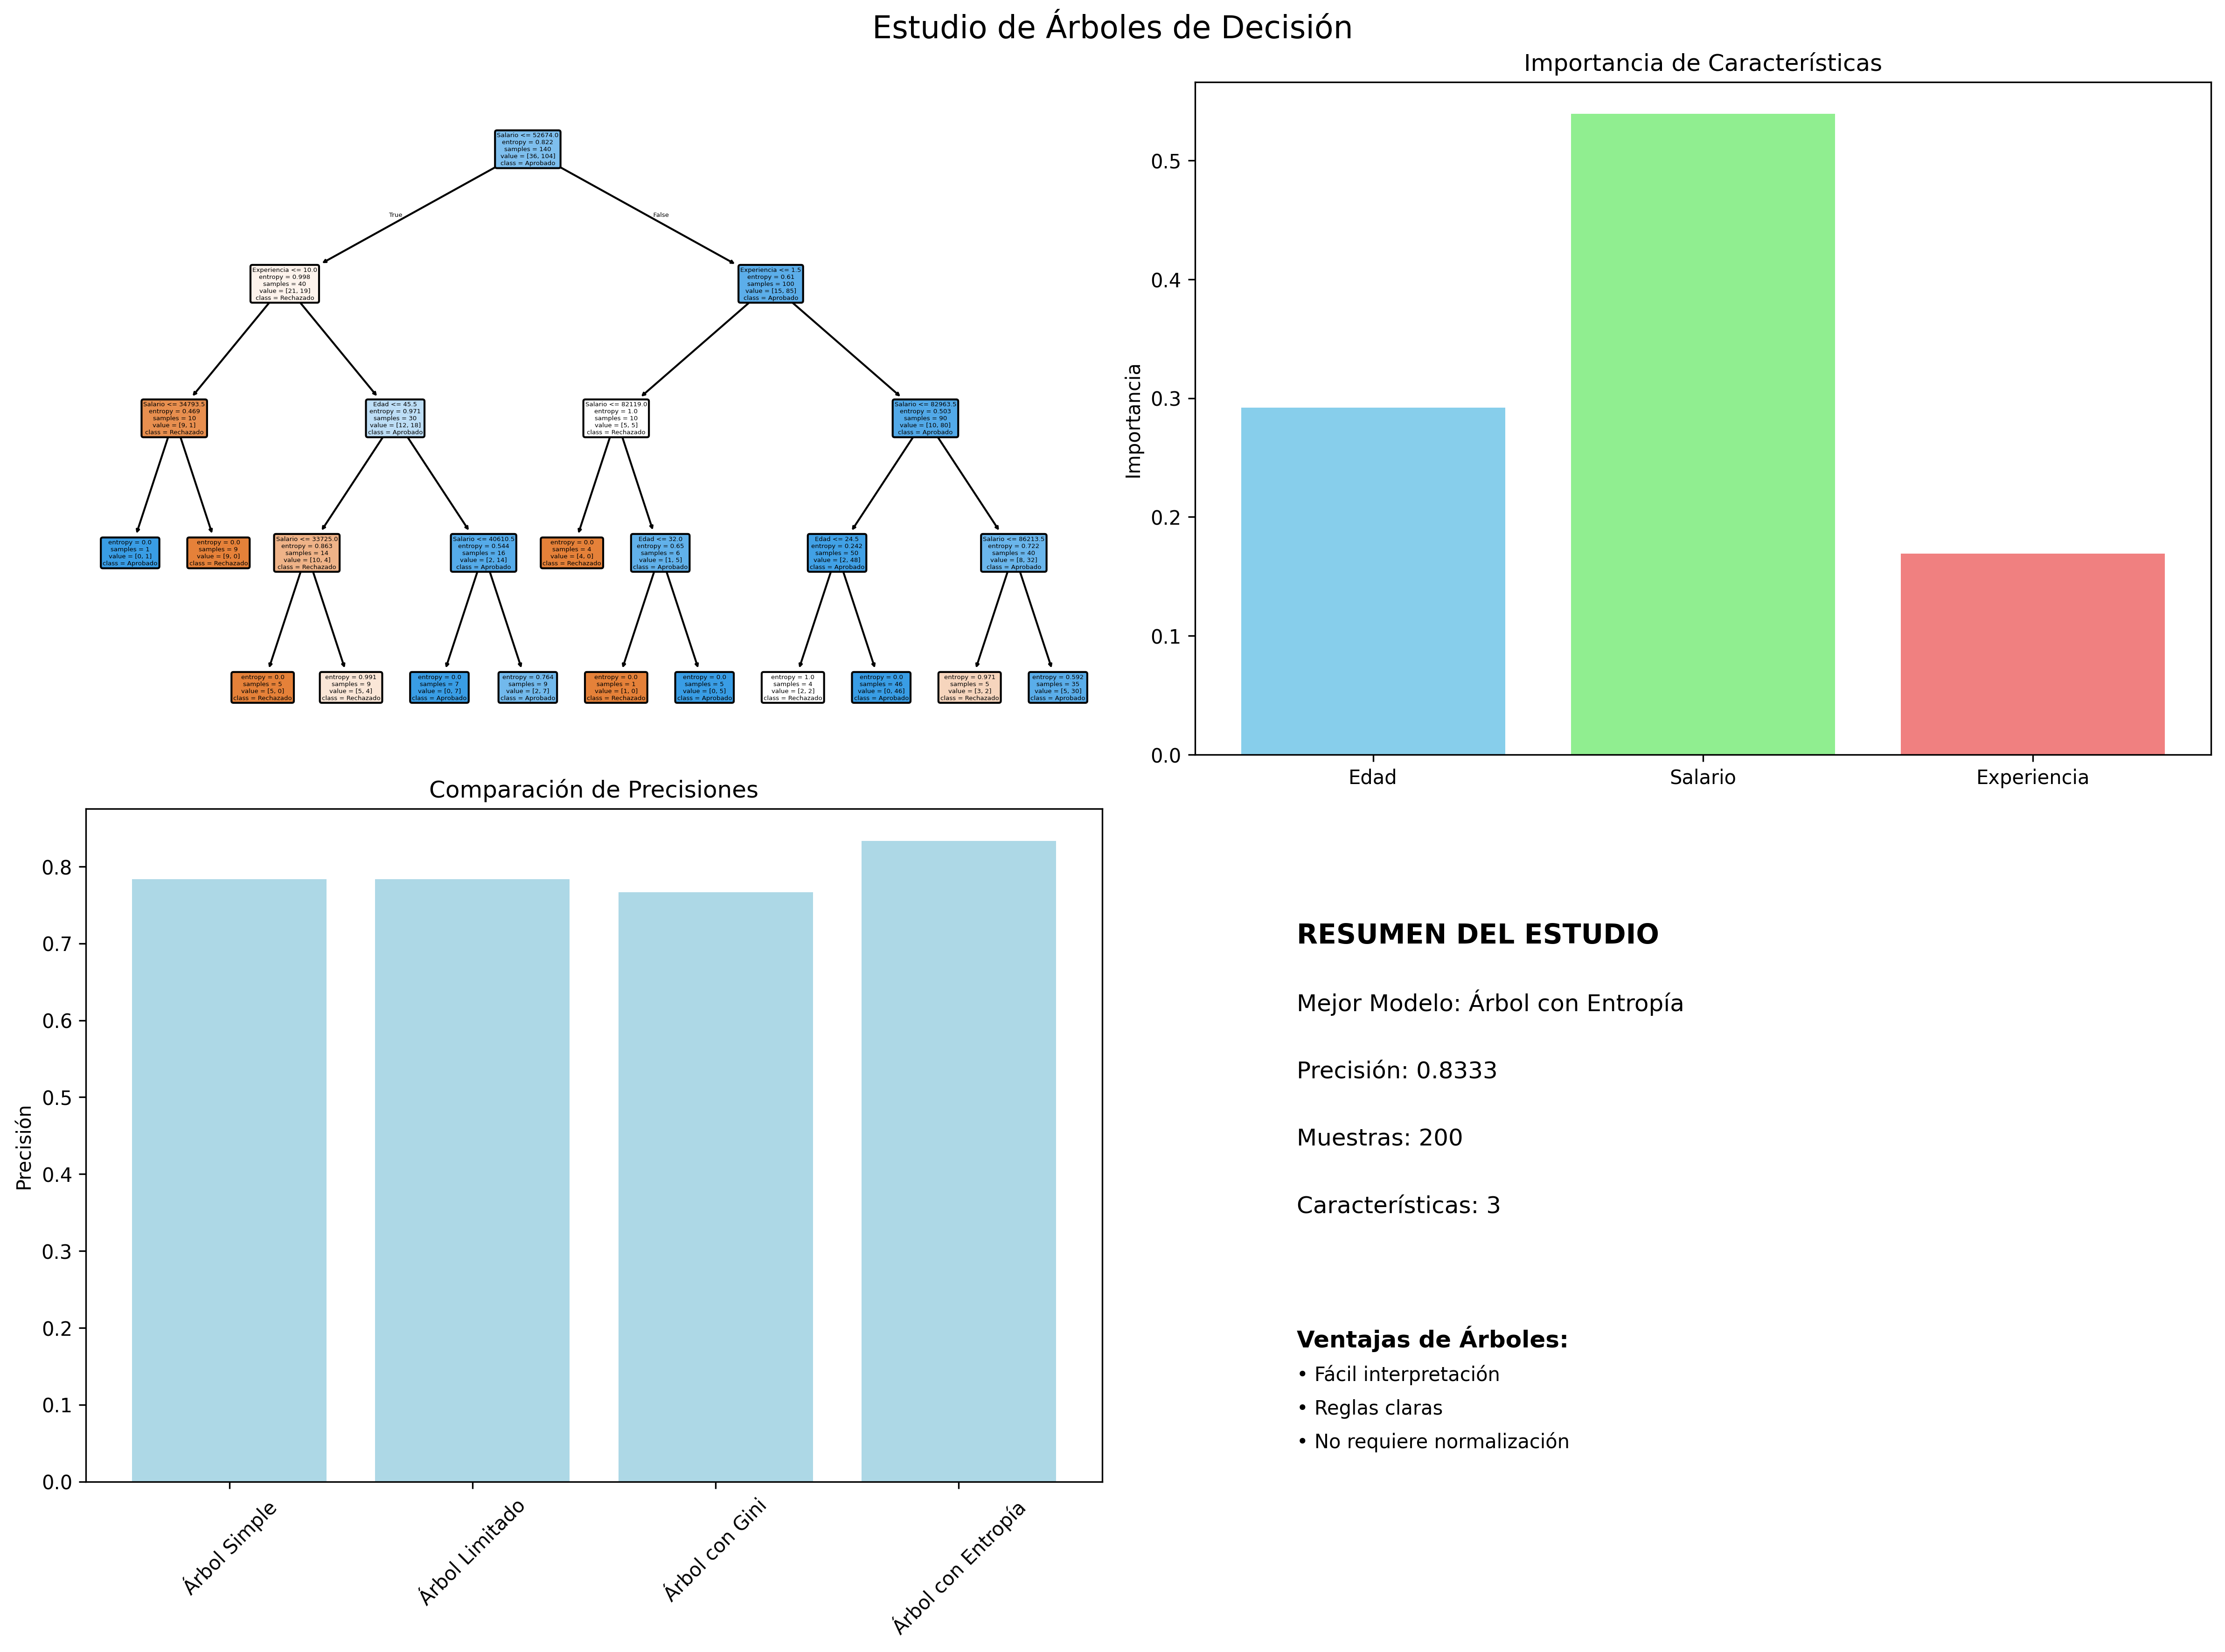 Estudio de Árboles de Decisión
Salario <= 52674.0
entropy = 0.822
samples = 140
value = [36, 104]
class = Aprobado
True
False
Experiencia <= 10.0
entropy = 0.998
samples = 40
value = [21, 19]
class = Rechazado
Experiencia <= 1.5
entropy = 0.61
samples = 100
value = [15, 85]
class = Aprobado
Salario <= 34793.5
entropy = 0.469
samples = 10
value = [9, 1]
class = Rechazado
Edad <= 45.5
entropy = 0.971
samples = 30
value = [12, 18]
class = Aprobado
Salario <= 82119.0
entropy = 1.0
samples = 10
value = [5, 5]
class = Rechazado
Salario <= 82963.5
entropy = 0.503
samples = 90
value = [10, 80]
class = Aprobado
entropy = 0.0
samples = 1
value = [0, 1]
class = Aprobado
entropy = 0.0
samples = 9
value = [9, 0]
class = Rechazado
Salario <= 33725.0
entropy = 0.863
samples = 14
value = [10, 4]
class = Rechazado
Salario <= 40610.5
entropy = 0.544
samples = 16
value = [2, 14]
class = Aprobado
entropy = 0.0
samples = 4
value = [4, 0]
class = Rechazado
Edad <= 32.0
entropy = 0.65
samples = 6
value = [1, 5]
class = Aprobado
Edad <= 24.5
entropy = 0.242
samples = 50
value = [2, 48]
class = Aprobado
Salario <= 86213.5
entropy = 0.722
samples = 40
value = [8, 32]
class = Aprobado
entropy = 0.0
samples = 5
value = [5, 0]
class = Rechazado
entropy = 0.991
samples = 9
value = [5, 4]
class = Rechazado
entropy = 0.0
samples = 7
value = [0, 7]
class = Aprobado
entropy = 0.764
samples = 9
value = [2, 7]
class = Aprobado
entropy = 0.0
samples = 1
value = [1, 0]
class = Rechazado
entropy = 0.0
samples = 5
value = [0, 5]
class = Aprobado
entropy = 1.0
samples = 4
value = [2, 2]
class = Rechazado
entropy = 0.0
samples = 46
value = [0, 46]
class = Aprobado
entropy = 0.971
samples = 5
value = [3, 2]
class = Rechazado
entropy = 0.592
samples = 35
value = [5, 30]
class = Aprobado
Importancia de Características
Importancia
0.5
0.4
0.3
0.2
0.1
0.0
Edad
Salario
Experiencia
Comparación de Precisiones
Precisión
0.8
0.7
0.6
0.5
0.4
0.3
0.2
0.1
0.0
Árbol Simple
Árbol Limitado
Árbol con Gini
Árbol con Entropía
RESUMEN DEL ESTUDIO
Mejor Modelo: Árbol con Entropía
Precisión: 0.8333
Muestras: 200
Características: 3
Ventajas de Árboles:
• Fácil interpretación
• Reglas claras
• No requiere normalización